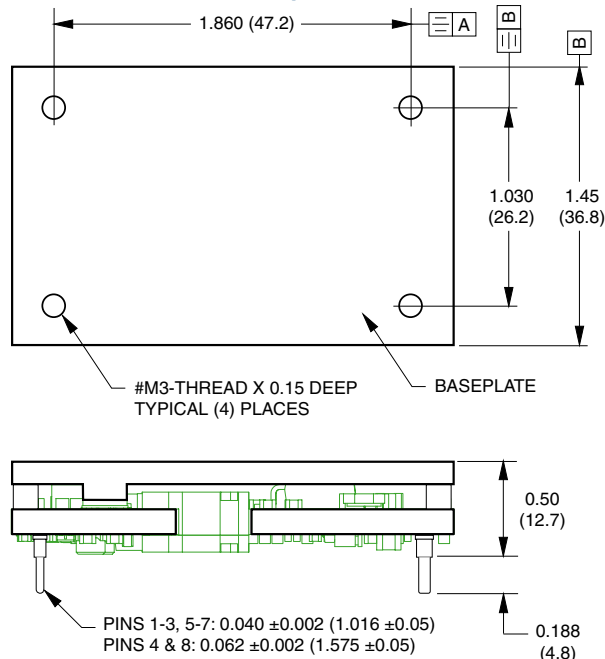 1.860 (47.2)
A
B
B
1.030
(26.2)
1.45
(36.8)
#M3-THREAD X 0.15 DEEP
TYPICAL (4) PLACES
BASEPLATE
0.50
(12.7)
PINS 1-3, 5-7: 0.040 ±0.002 (1.016 ±0.05)
PINS 4 & 8: 0.062 ±0.002 (1.575 ±0.05)
0.188
(4.8)